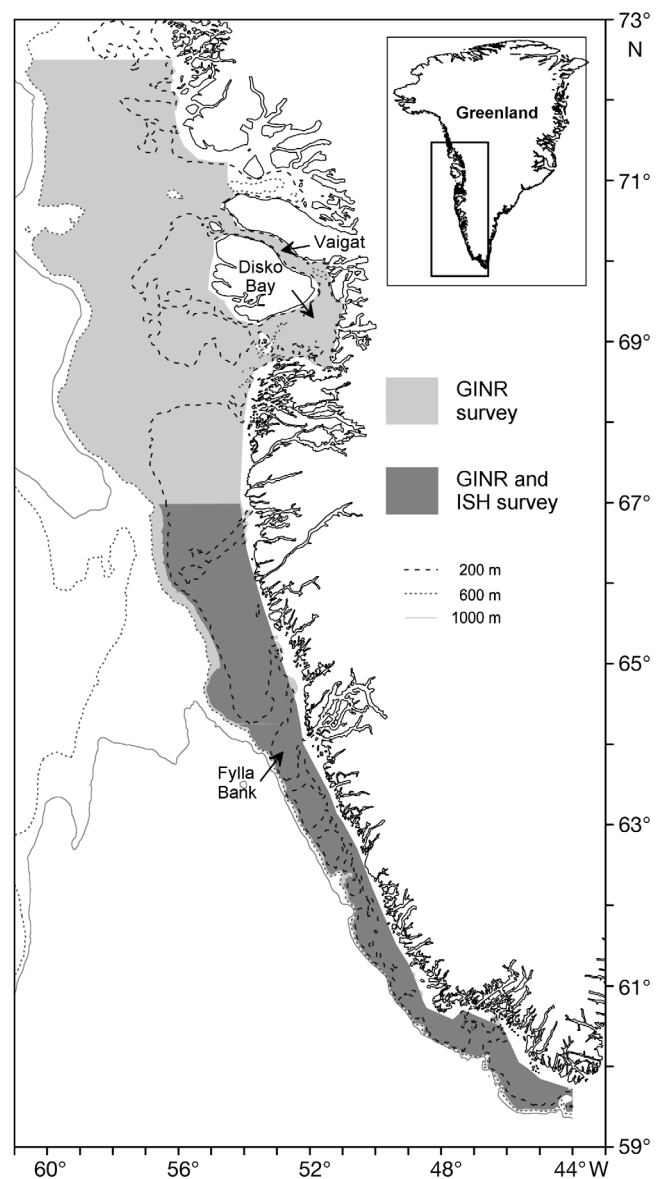 73°
N
Greenland
71°
Vaigat
Disko
Bay
69°
GINR
survey
GINR and
ISH survey
67°
200 m
600 m
1000 m
65°
Fylla
Bank
63°
61°
59°
60° 56° 52° 48° 44° W